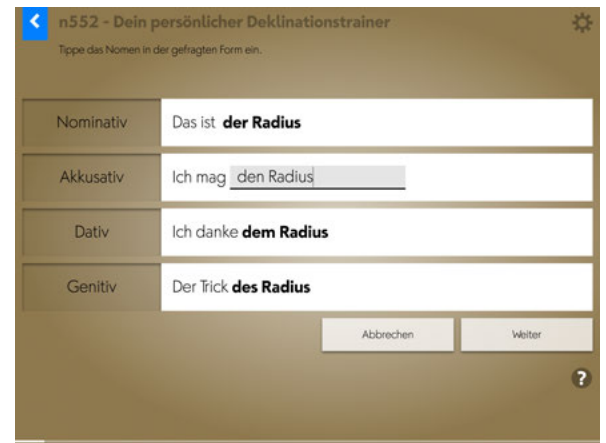 n552 - Dein persönlicher Deklinationstrainer
Tippe das Nomen in der gefragten Form ein.
Nominativ Das ist der Radius
Akkusativ Ich mag den Radius
Dativ Ich danke dem Radius
Genitiv Der Trick des Radius
Abbrechen Weiter
?